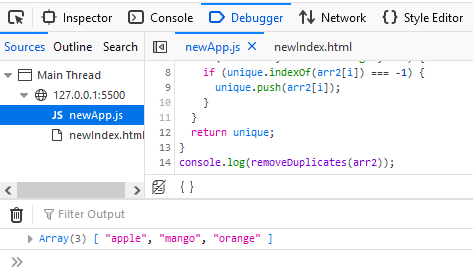 Inspector Console Debugger Network Style Editor
Sources Outline Search newApp.js newIndex.html
Main Thread
127.0.0.1:5500
JS newApp.js
newIndex.html
8 if (unique.indexOf(arr2[i]) === -1) {
9 unique.push(arr2[i]);
10 }
11 }
12 return unique;
13 }
14 console.log(removeDuplicates(arr2));
{ }
Filter Output
Array(3) [ "apple", "mango", "orange" ]
>>